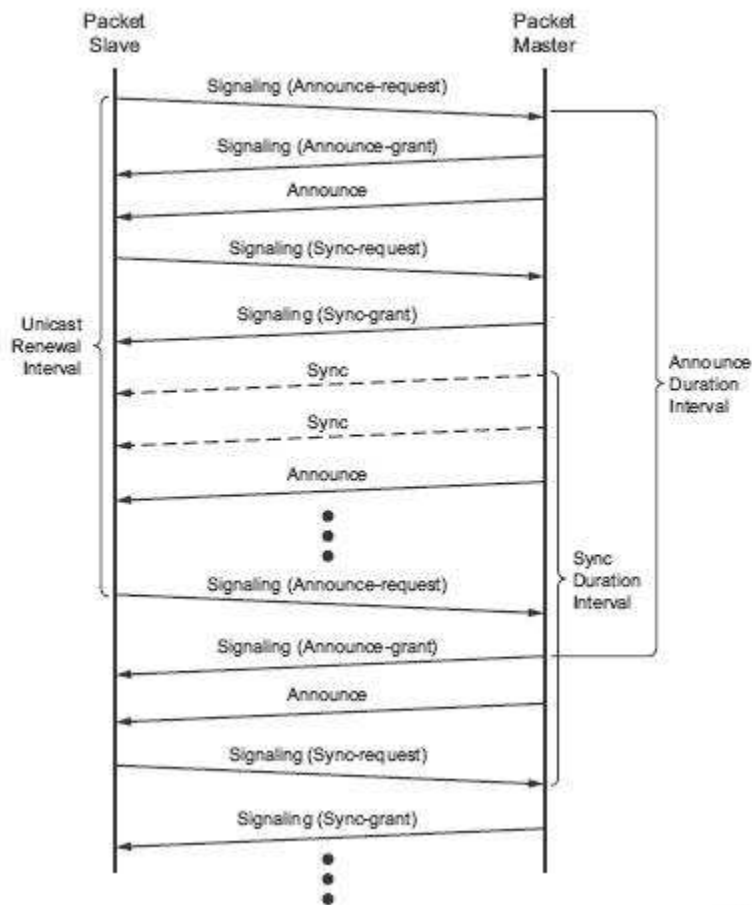 Packet
Slave
Packet
Master
Signaling (Announce-request)
Signaling (Announce-grant)
Announce
Signaling (Sync-request)
Signaling (Sync-grant)
Unicast
Renewal
Interval
Sync
Announce
Duration
Interval
Sync
Announce
Sync
Duration
Interval
Signaling (Announce-request)
Signaling (Announce-grant)
Announce
Signaling (Sync-request)
Signaling (Sync-grant)